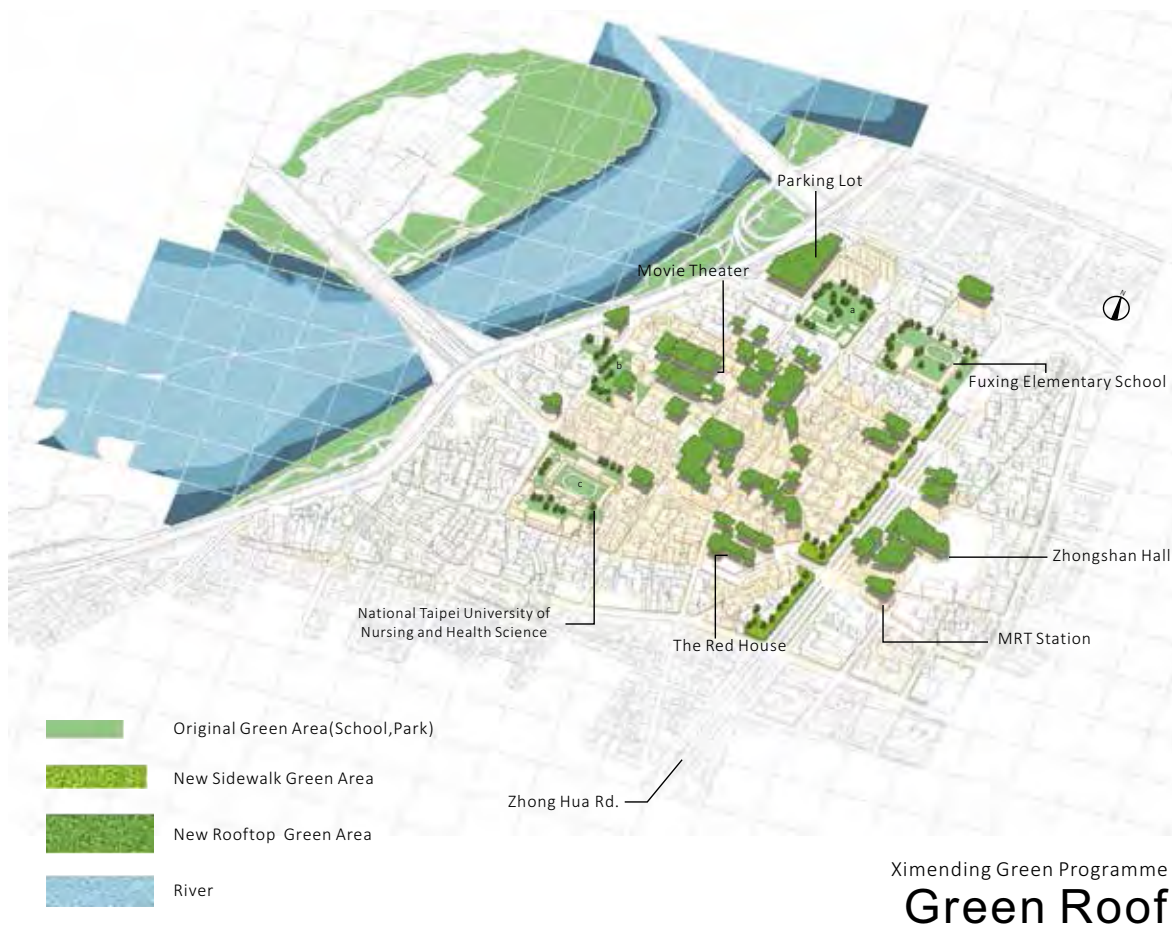 Parking Lot
Movie Theater
N
a
Fuxing Elementary School
b
c
Zhongshan Hall
National Taipei University of
Nursing and Health Science
The Red House
MRT Station
Original Green Area(School,Park)
New Sidewalk Green Area
Zhong Hua Rd.
New Rooftop Green Area
River
Ximending Green Programme
Green Roof